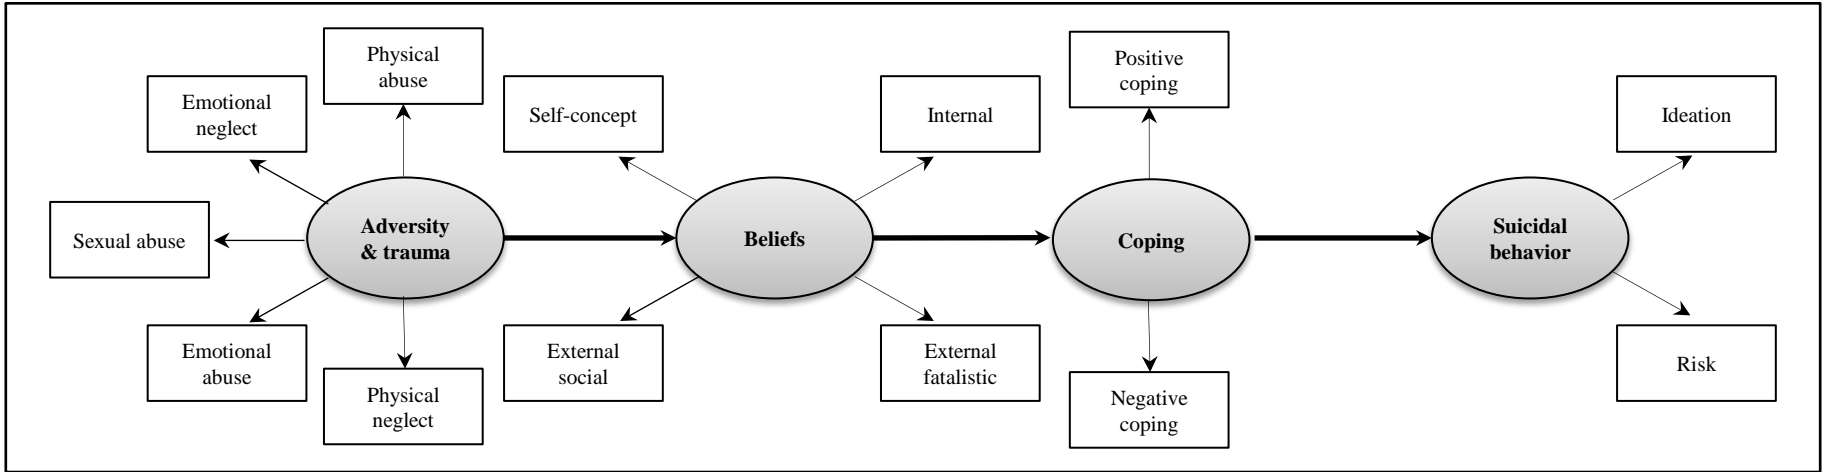 Physical
abuse
Emotional
neglect
Sexual abuse
Adversity
& trauma
Emotional
abuse
Physical
neglect
Self-concept
Internal
Beliefs
External
social
External
fatalistic
Positive
coping
Coping
Negative
coping
Ideation
Suicidal
behavior
Risk